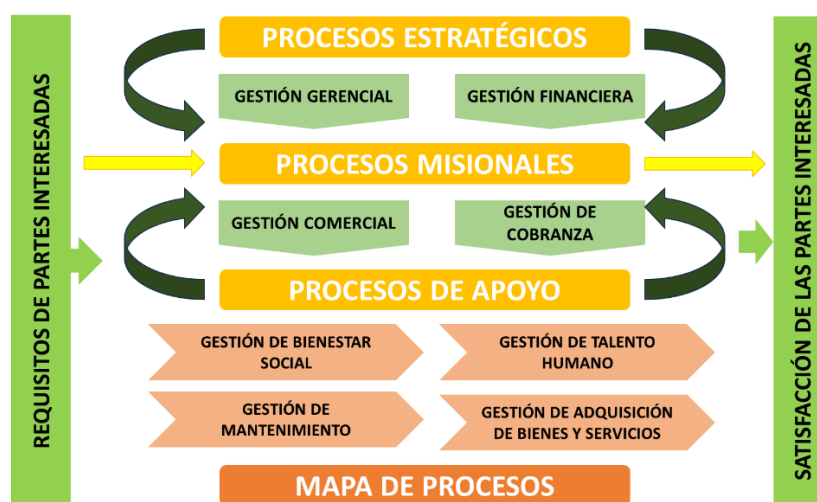 REQUISITOS DE PARTES INTERESADAS
PROCESOS ESTRATÉGICOS
GESTIÓN GERENCIAL
GESTIÓN FINANCIERA
PROCESOS MISIONALES
GESTIÓN COMERCIAL
GESTIÓN DE
COBRANZA
PROCESOS DE APOYO
GESTIÓN DE BIENESTAR
SOCIAL
GESTIÓN DE TALENTO
HUMANO
GESTIÓN DE
MANTENIMIENTO
GESTIÓN DE ADQUISICIÓN
DE BIENES Y SERVICIOS
MAPA DE PROCESOS
SATISFACCIÓN DE LAS PARTES INTERESADAS